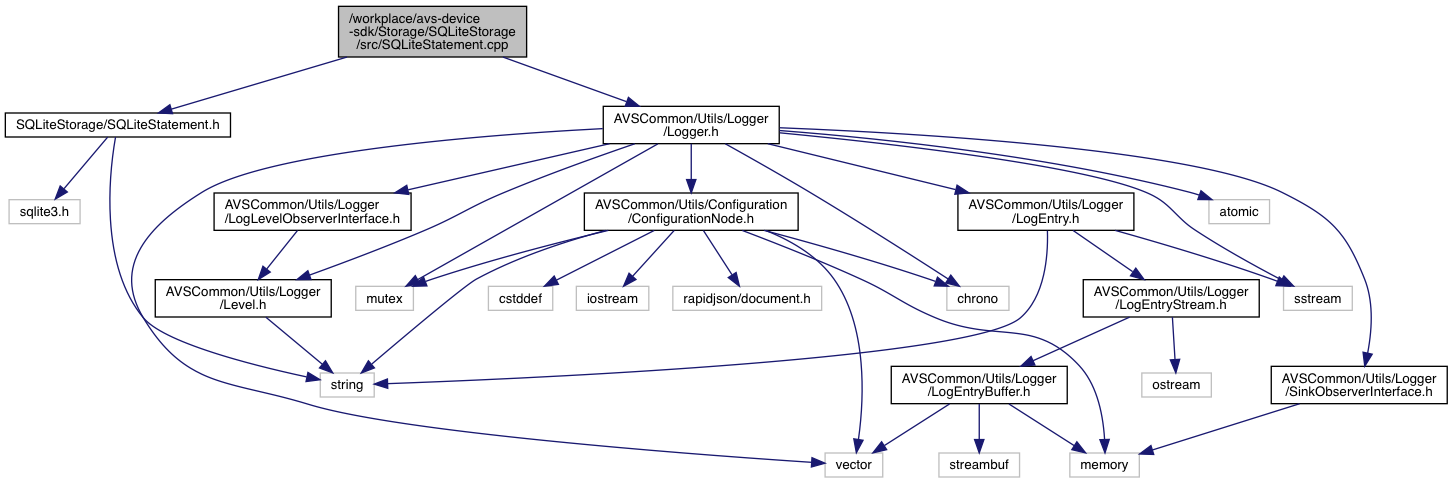 /workplace/avs-device
-sdk/Storage/SQLiteStorage
/src/SQLiteStatement.cpp
SQLiteStorage/SQLiteStatement.h
AVSCommon/Utils/Logger
/Logger.h
sqlite3.h
AVSCommon/Utils/Logger
/LogLevelObserverInterface.h
AVSCommon/Utils/Configuration
/ConfigurationNode.h
AVSCommon/Utils/Logger
/LogEntry.h
atomic
AVSCommon/Utils/Logger
/Level.h
mutex
cstddef
iostream
rapidjson/document.h
chrono
AVSCommon/Utils/Logger
/LogEntryStream.h
sstream
string
AVSCommon/Utils/Logger
/LogEntryBuffer.h
ostream
AVSCommon/Utils/Logger
/SinkObserverInterface.h
vector
streambuf
memory